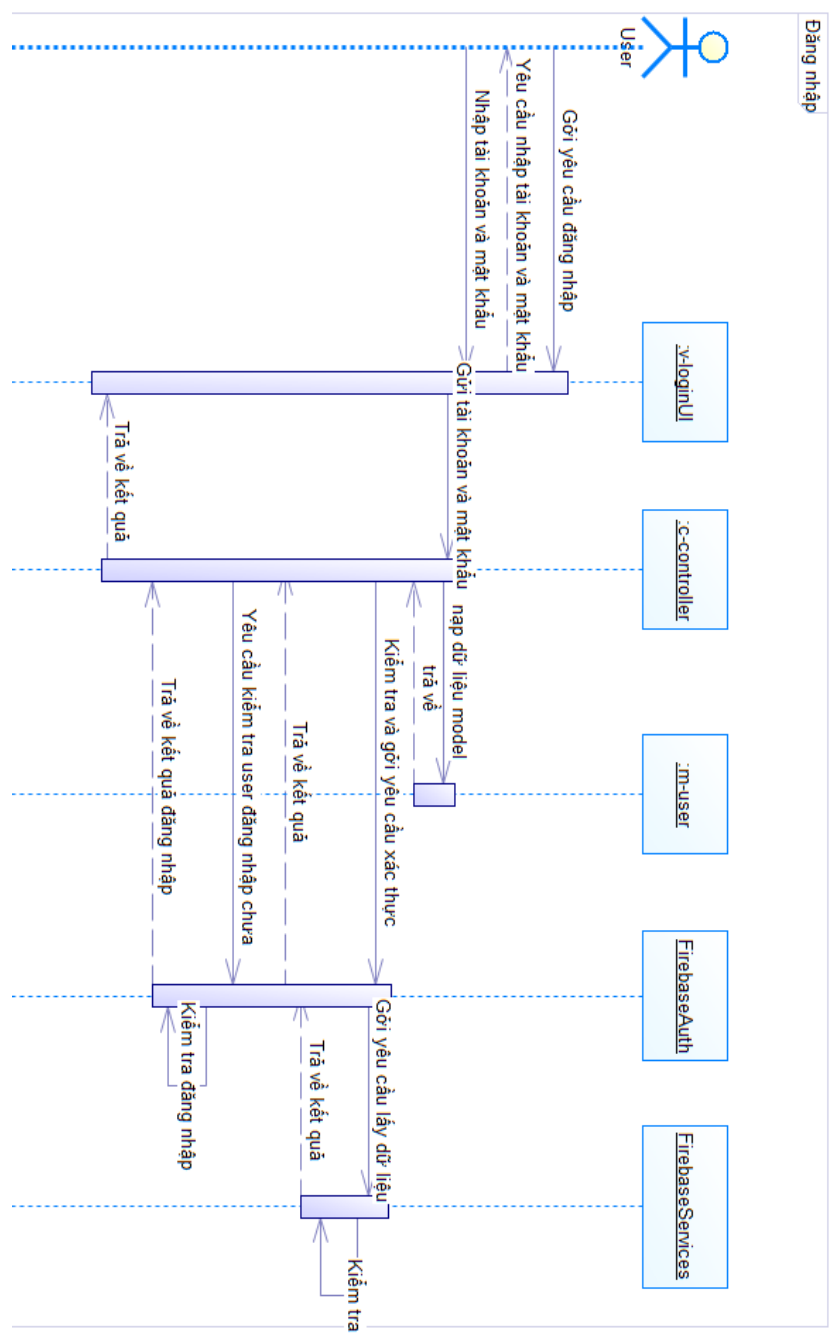 Đăng nhập
User
:v-loginUI
:c-controller
:m-user
FirebaseAuth
FirebaseServices
Gởi yêu cầu đăng nhập
Yêu cầu nhập tài khoản và mật khẩu
Nhập tài khoản và mật khẩu
Gửi tài khoản và mật khẩu
nạp dữ liệu model
trả về
Kiểm tra và gởi yêu cầu xác thực
Gởi yêu cầu lấy dữ liệu
Kiểm tra
Trả về kết quả
Trả về kết quả
Yêu cầu kiểm tra user đăng nhập chưa
Kiểm tra đăng nhập
Trả về kết quả đăng nhập
Trả về kết quả